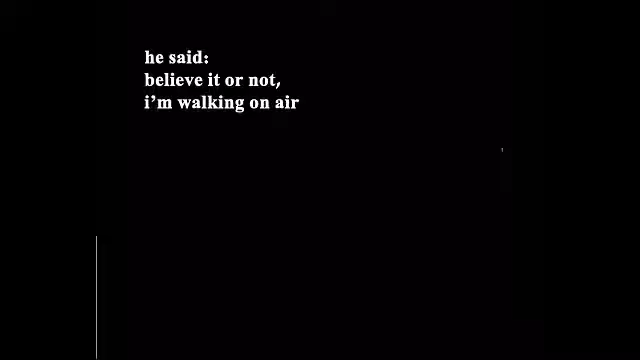 he said:
believe it or not,
i’m walking on air